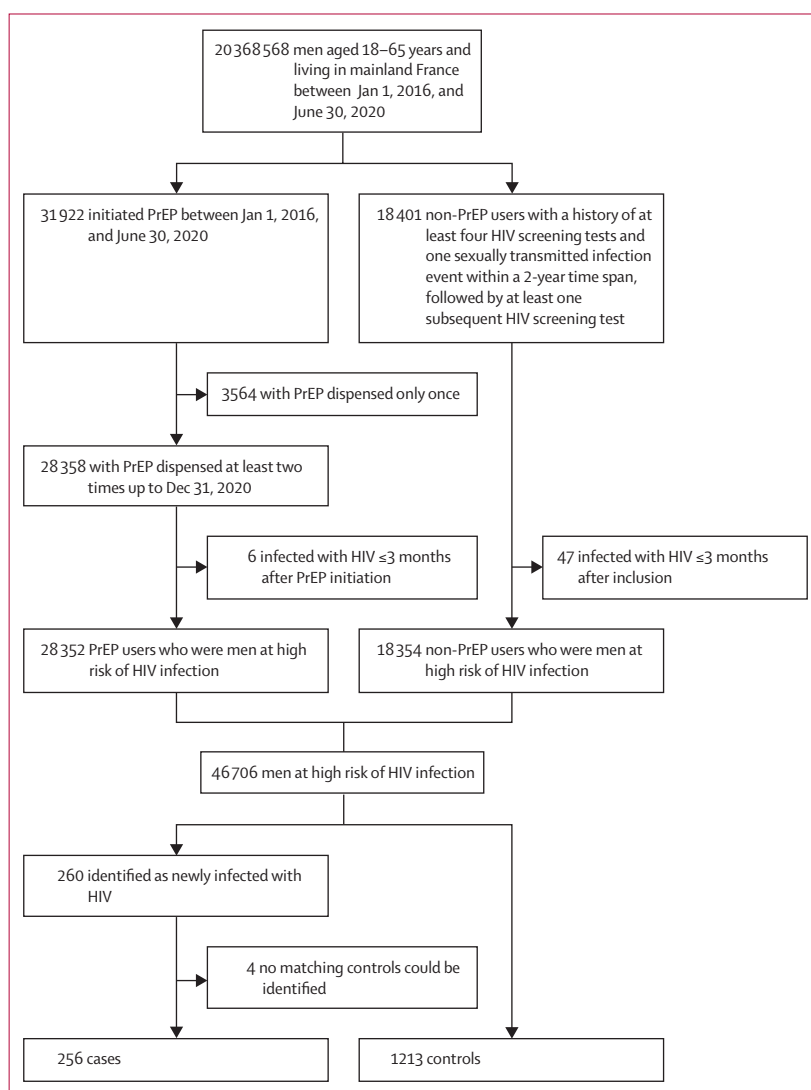 20 368 568 men aged 18–65 years and
living in mainland France
between Jan 1, 2016, and
June 30, 2020
31 922 initiated PrEP between Jan 1, 2016,
and June 30, 2020
18 401 non-PrEP users with a history of at
least four HIV screening tests and
one sexually transmitted infection
event within a 2-year time span,
followed by at least one
subsequent HIV screening test
3564 with PrEP dispensed only once
28 358 with PrEP dispensed at least two
times up to Dec 31, 2020
6 infected with HIV ≤3 months
after PrEP initiation
47 infected with HIV ≤3 months
after inclusion
28 352 PrEP users who were men at high
risk of HIV infection
18 354 non-PrEP users who were men at
high risk of HIV infection
46 706 men at high risk of HIV infection
260 identified as newly infected with
HIV
4 no matching controls could be
identified
256 cases
1213 controls